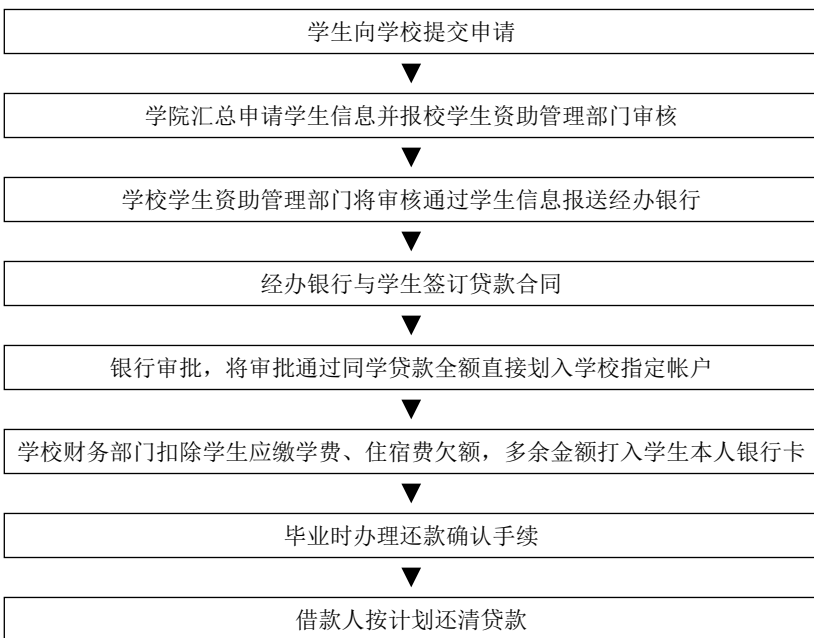 学生向学校提交申请
学院汇总申请学生信息并报校学生资助管理部门审核
学校学生资助管理部门将审核通过学生信息报送经办银行
经办银行与学生签订贷款合同
银行审批，将审批通过同学贷款全额直接划入学校指定帐户
学校财务部门扣除学生应缴学费、住宿费欠额，多余金额打入学生本人银行卡
毕业时办理还款确认手续
借款人按计划还清贷款